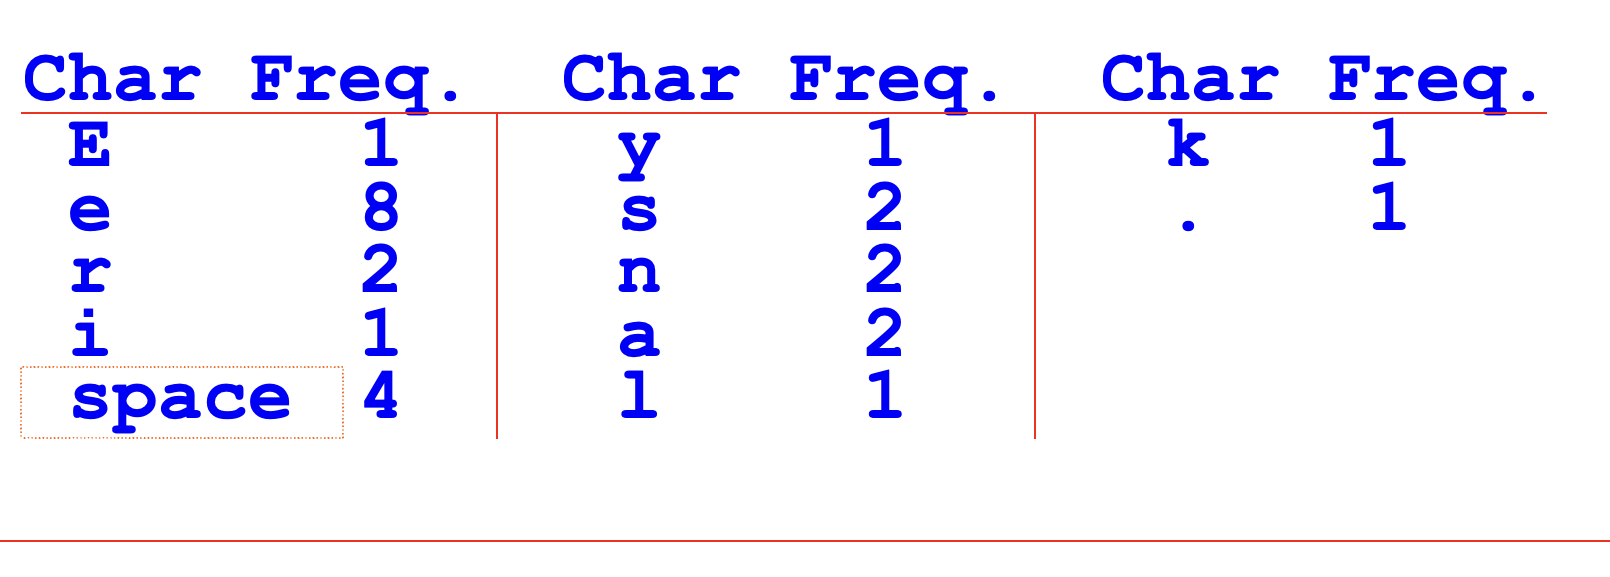 Char Freq. Char Freq. Char Freq.
E 1 y 1 k 1
e 8 s 2 . 1
r 2 n 2
i 1 a 2
space 4 l 1